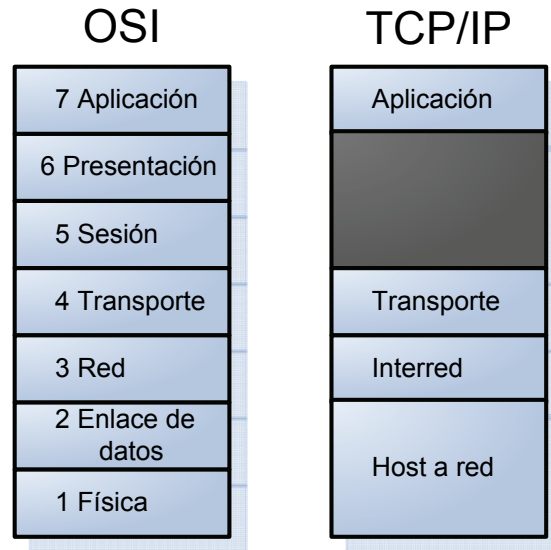 OSI
7 Aplicación
6 Presentación
5 Sesión
4 Transporte
3 Red
2 Enlace de
datos
1 Física
TCP/IP
Aplicación
Transporte
Interred
Host a red